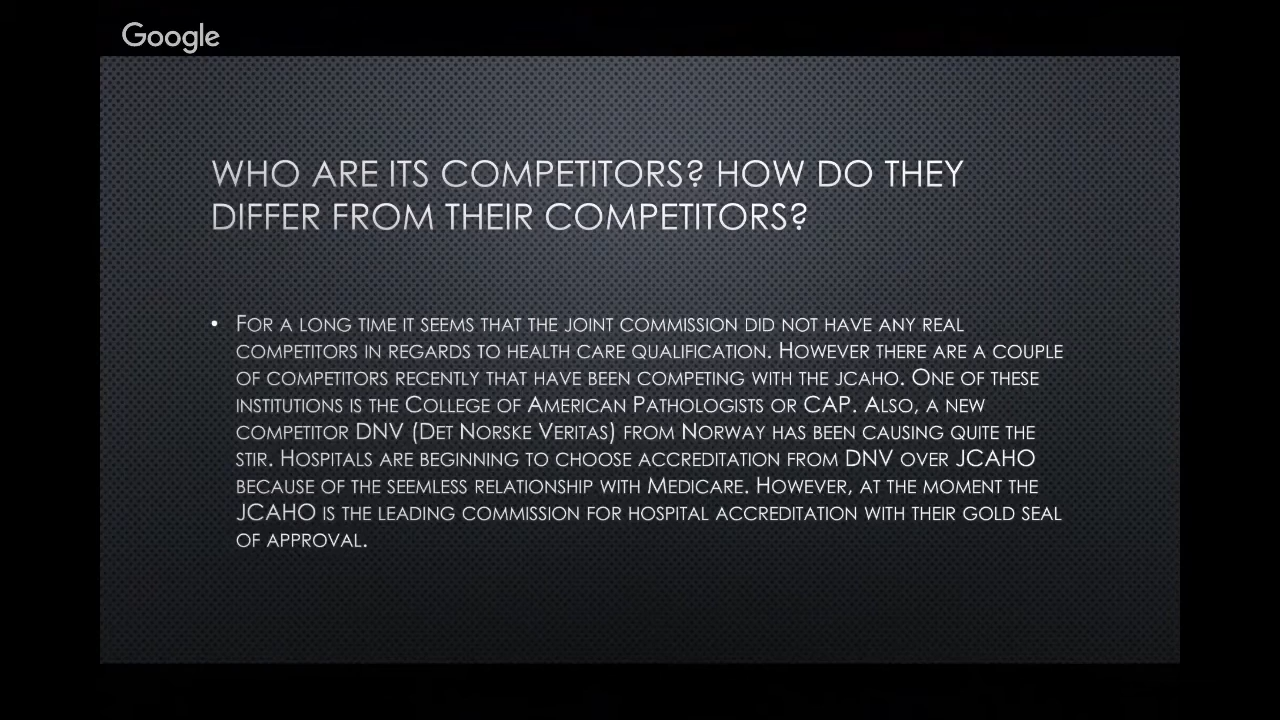 Google
WHO ARE ITS COMPETITORS? HOW DO THEY
DIFFER FROM THEIR COMPETITORS?
• FOR A LONG TIME IT SEEMS THAT THE JOINT COMMISSION DID NOT HAVE ANY REAL
COMPETITORS IN REGARDS TO HEALTH CARE QUALIFICATION. HOWEVER THERE ARE A COUPLE
OF COMPETITORS RECENTLY THAT HAVE BEEN COMPETING WITH THE JCAHO. ONE OF THESE
INSTITUTIONS IS THE COLLEGE OF AMERICAN PATHOLOGISTS OR CAP. ALSO, A NEW
COMPETITOR DNV (DET NORSKE VERITAS) FROM NORWAY HAS BEEN CAUSING QUITE THE
STIR. HOSPITALS ARE BEGINNING TO CHOOSE ACCREDITATION FROM DNV OVER JCAHO
BECAUSE OF THE SEEMLESS RELATIONSHIP WITH MEDICARE. HOWEVER, AT THE MOMENT THE
JCAHO IS THE LEADING COMMISSION FOR HOSPITAL ACCREDITATION WITH THEIR GOLD SEAL
OF APPROVAL.